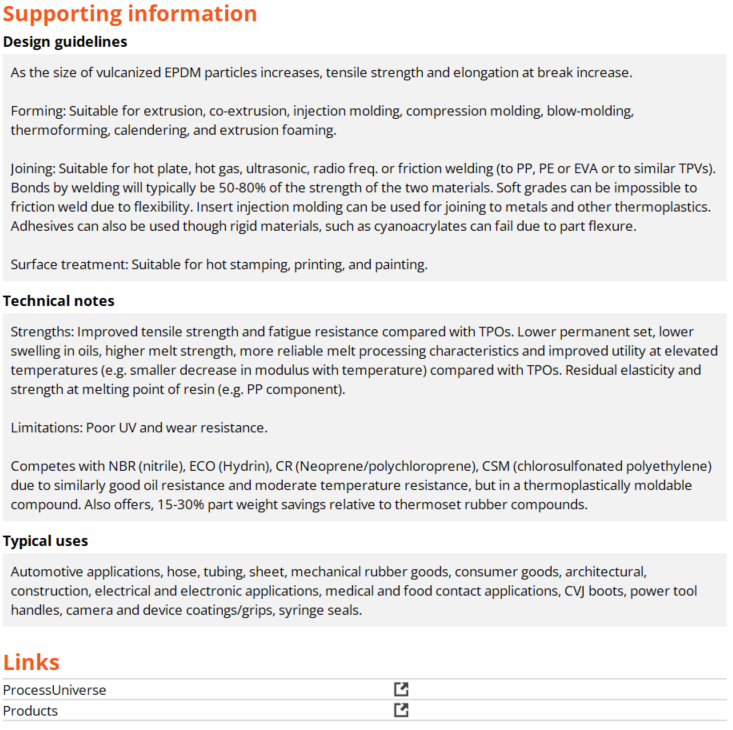 Supporting information
Design guidelines
As the size of vulcanized EPDM particles increases, tensile strength and elongation at break increase.
Forming: Suitable for extrusion, co-extrusion, injection molding, compression molding, blow-molding,
thermoforming, calendering, and extrusion foaming.
Joining: Suitable for hot plate, hot gas, ultrasonic, radio freq. or friction welding (to PP, PE or EVA or to similar TPVs).
Bonds by welding will typically be 50-80% of the strength of the two materials. Soft grades can be impossible to
friction weld due to flexibility. Insert injection molding can be used for joining to metals and other thermoplastics.
Adhesives can also be used though rigid materials, such as cyanoacrylates can fail due to part flexure.
Surface treatment: Suitable for hot stamping, printing, and painting.
Technical notes
Strengths: Improved tensile strength and fatigue resistance compared with TPOs. Lower permanent set, lower
swelling in oils, higher melt strength, more reliable melt processing characteristics and improved utility at elevated
temperatures (e.g. smaller decrease in modulus with temperature) compared with TPOs. Residual elasticity and
strength at melting point of resin (e.g. PP component).
Limitations: Poor UV and wear resistance.
Competes with NBR (nitrile), ECO (Hydrin), CR (Neoprene/polychloroprene), CSM (chlorosulfonated polyethylene)
due to similarly good oil resistance and moderate temperature resistance, but in a thermoplastically moldable
compound. Also offers, 15-30% part weight savings relative to thermoset rubber compounds.
Typical uses
Automotive applications, hose, tubing, sheet, mechanical rubber goods, consumer goods, architectural,
construction, electrical and electronic applications, medical and food contact applications, CVJ boots, power tool
handles, camera and device coatings/grips, syringe seals.
Links
ProcessUniverse
Products